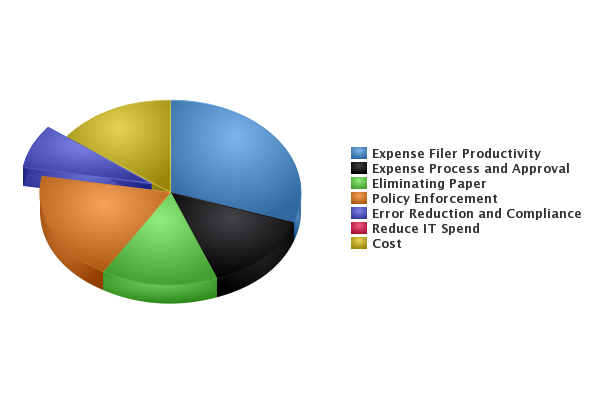 Expense Filer Productivity
Expense Process and Approval
Eliminating Paper
Policy Enforcement
Error Reduction and Compliance
Reduce IT Spend
Cost